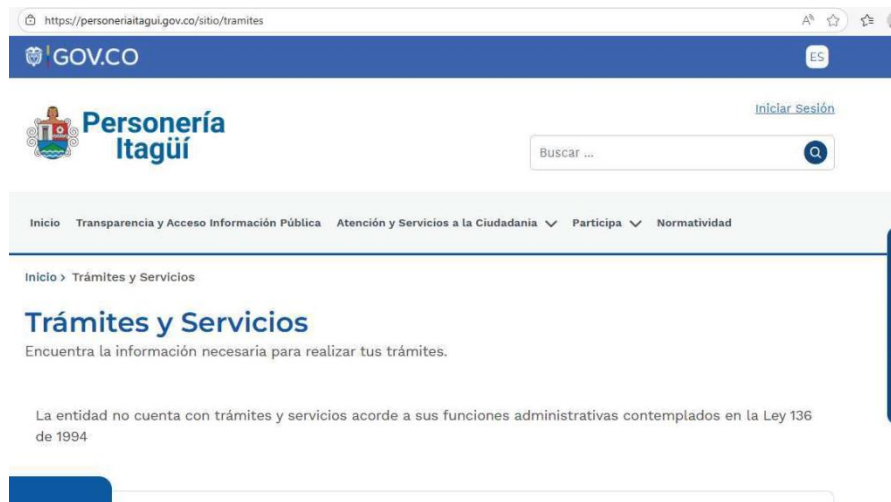 https://personeriaitagui.gov.co/sitio/tramites
GOV.CO
ES
Personería
Itagüí
Iniciar Sesión
Buscar ...
Inicio Transparencia y Acceso Información Pública Atención y Servicios a la Ciudadania Participa Normatividad
Inicio > Trámites y Servicios
Trámites y Servicios
Encuentra la información necesaria para realizar tus trámites.
La entidad no cuenta con trámites y servicios acorde a sus funciones administrativas contemplados en la Ley 136
de 1994